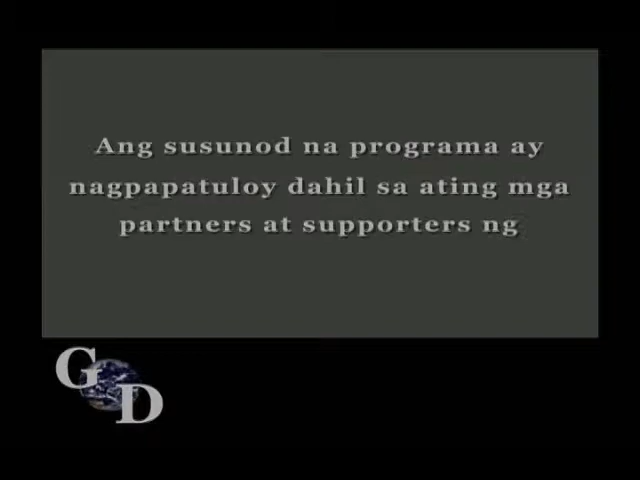 Ang susunod na programa ay
nagpapatuloy dahil sa ating mga
partners at supporters ng
G D